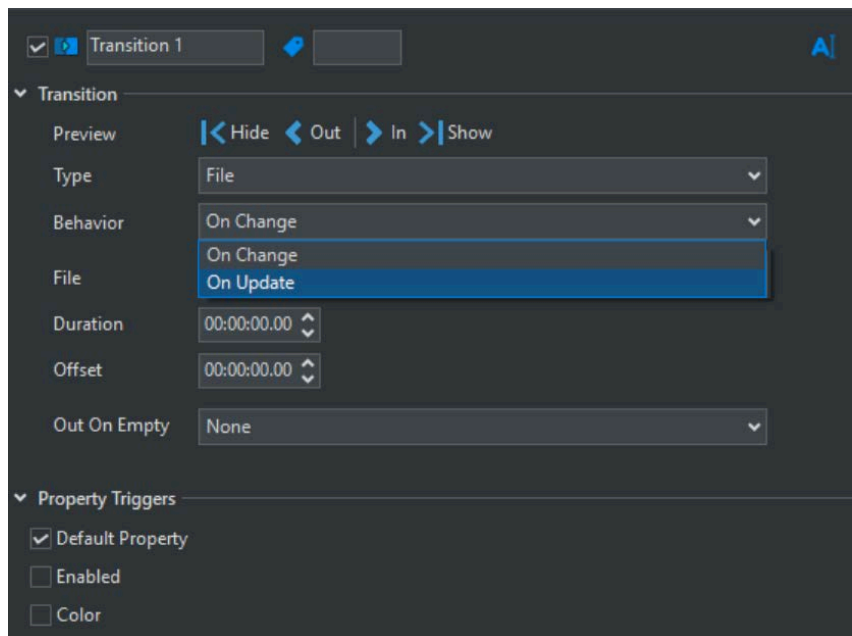 Transition 1
Transition
Preview Hide Out In Show
Type File
Behavior On Change
On Change
File On Update
Duration 00:00:00.00
Offset 00:00:00.00
Out On Empty None
Property Triggers
Default Property
Enabled
Color